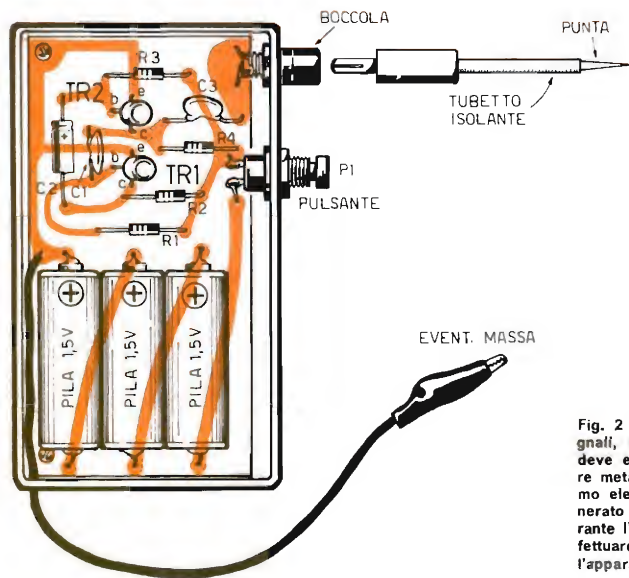 BOCCOLA
PUNTA
TUBETTO
ISOLANTE
R3
TR2
e
b
c
C3
R4
e
b
c
TR1
C2
C1
R2
R1
P1
PULSANTE
+
+
+
+
PILA 1,5V
PILA 1,5V
PILA 1,5V
EVENT. MASSA
Fig. 2
gnali,
deve e
re meta
mo ele
nerato
rante l'
fettuare
l'appar